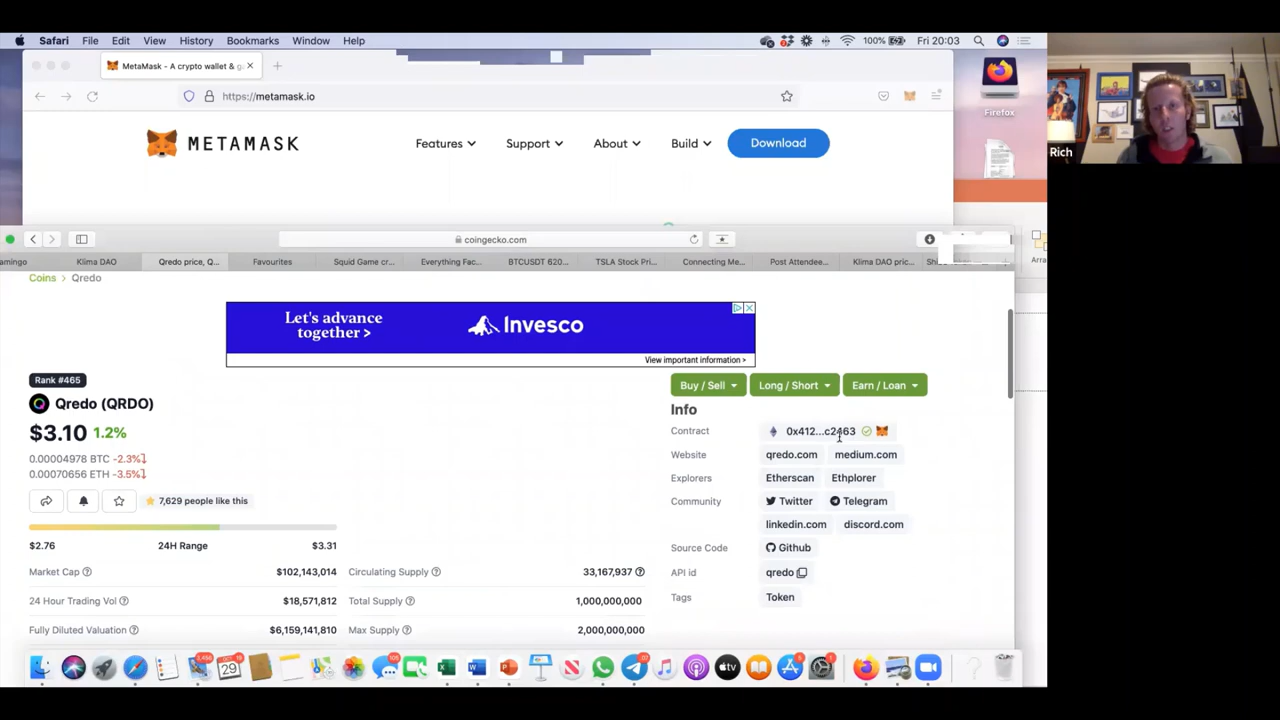 Safari File Edit View History Bookmarks Window Help 100% Fri 20:03
MetaMask - A crypto wallet & g
https://metamask.io
Firefox
METAMASK Features Support About Build Download
Rich
coingecko.com
amingo Klima DAO Qredo price, Q... Favourites Squid Game cr... Everything Fac... BTCUSDT 620... TSLA Stock Pri... Connecting Me... Post Attendee... Klima DAO pric...
Arra
Coins > Qredo
Let's advance
together >
Invesco
View important information >
Rank #465
Buy / Sell Long / Short Earn / Loan
Qredo (QRDO)
Info
$3.10 1.2%
Contract 0x412...c2463
0.00004978 BTC -2.3%
Website qredo.com medium.com
0.00070656 ETH -3.5%
Explorers Etherscan Ethplorer
7,629 people like this
Community Twitter Telegram
linkedin.com discord.com
$2.76 24H Range $3.31
Source Code Github
Market Cap $102,143,014 Circulating Supply 33,167,937
API id qredo
24 Hour Trading Vol $18,571,812 Total Supply 1,000,000,000
Tags Token
Fully Diluted Valuation $6,159,141,810 Max Supply 2,000,000,000
29
tv